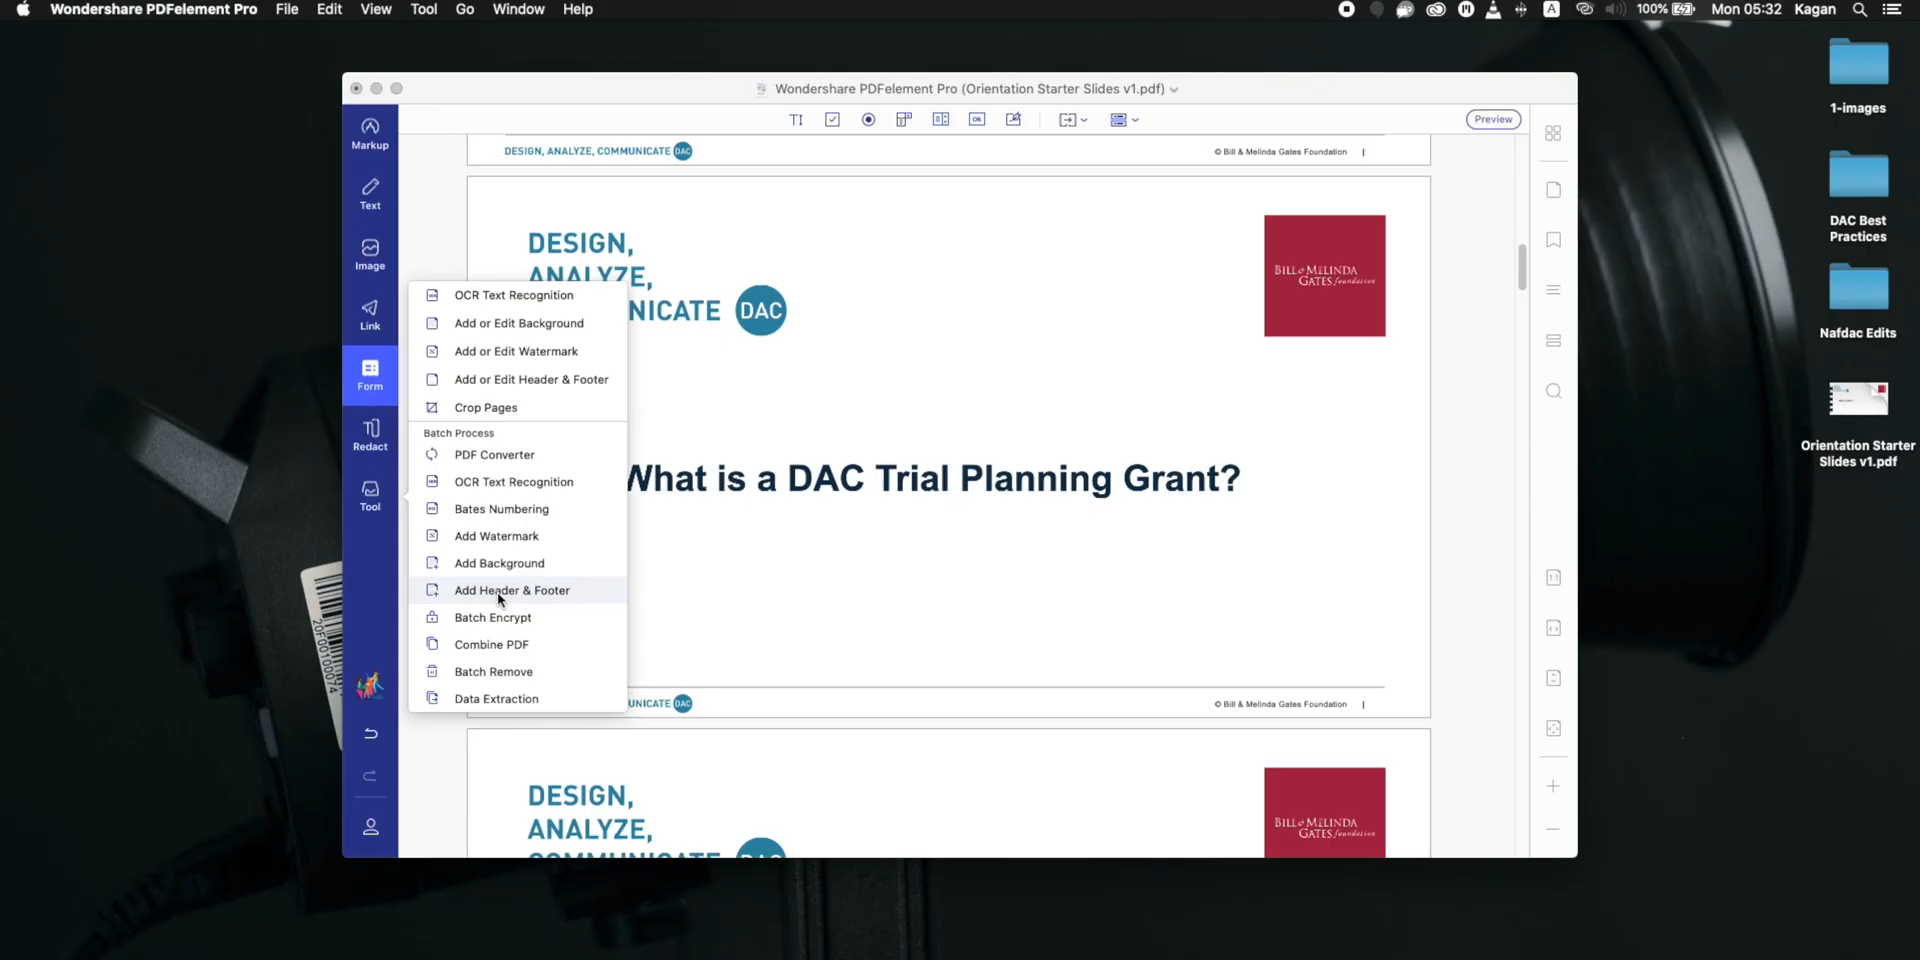 Wondershare PDFelement Pro File Edit View Tool Go Window Help
A 100% Mon 05:32 Kagan
Wondershare PDFelement Pro (Orientation Starter Slides v1.pdf)
Preview
Markup
Text
Image
Link
Form
Redact
Tool
OCR Text Recognition
Add or Edit Background
Add or Edit Watermark
Add or Edit Header & Footer
Crop Pages
Batch Process
PDF Converter
OCR Text Recognition
Bates Numbering
Add Watermark
Add Background
Add Header & Footer
Batch Encrypt
Combine PDF
Batch Remove
Data Extraction
DESIGN, ANALYZE, COMMUNICATE DAC
© Bill & Melinda Gates Foundation |
DESIGN,
ANALYZE,
NICATE DAC
BILL & MELINDA
GATES foundation
What is a DAC Trial Planning Grant?
UNICATE DAC
© Bill & Melinda Gates Foundation |
DESIGN,
ANALYZE,
COMMUNICATE DAC
BILL & MELINDA
GATES foundation
1-images
DAC Best
Practices
Nafdac Edits
Orientation Starter
Slides v1.pdf
20F00100074